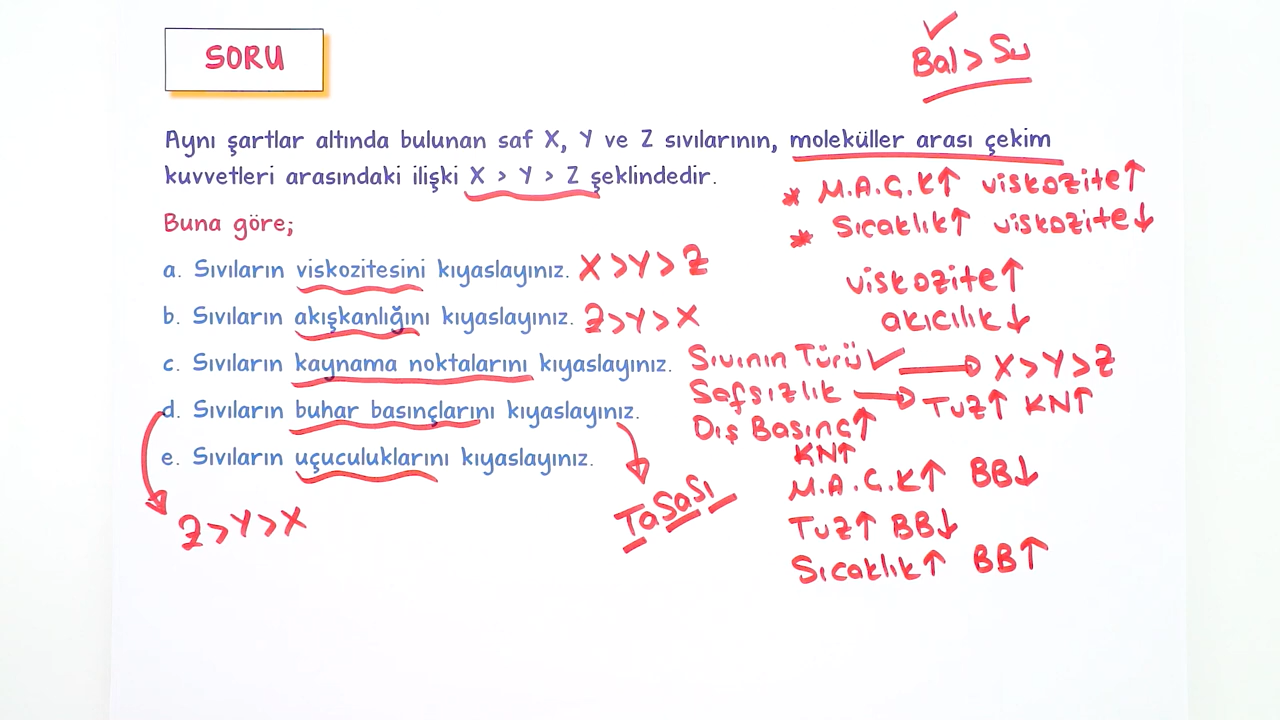 SORU
Bal > Su
Aynı şartlar altında bulunan saf X, Y ve Z sıvılarının, moleküller arası çekim
kuvvetleri arasındaki ilişki X > Y > Z şeklindedir.
* M.A.Ç.K↑ viskozite↑
* Sıcaklık↑ viskozite↓
Buna göre;
a. Sıvıların viskozitesini kıyaslayınız. X > Y > Z
viskozite↑
akıcılık↓
b. Sıvıların akışkanlığını kıyaslayınız. Z > Y > X
c. Sıvıların kaynama noktalarını kıyaslayınız. Sıvının Türü ✓ → X > Y > Z
Safsızlık → Tuz↑ KN↑
Dış Basınç↑
KN↑
d. Sıvıların buhar basınçlarını kıyaslayınız.
e. Sıvıların uçuculuklarını kıyaslayınız.
M.A.Ç.K↑ BB↓
Tuz↑ BB↓
Sıcaklık↑ BB↑
TaSaSı
Z > Y > X